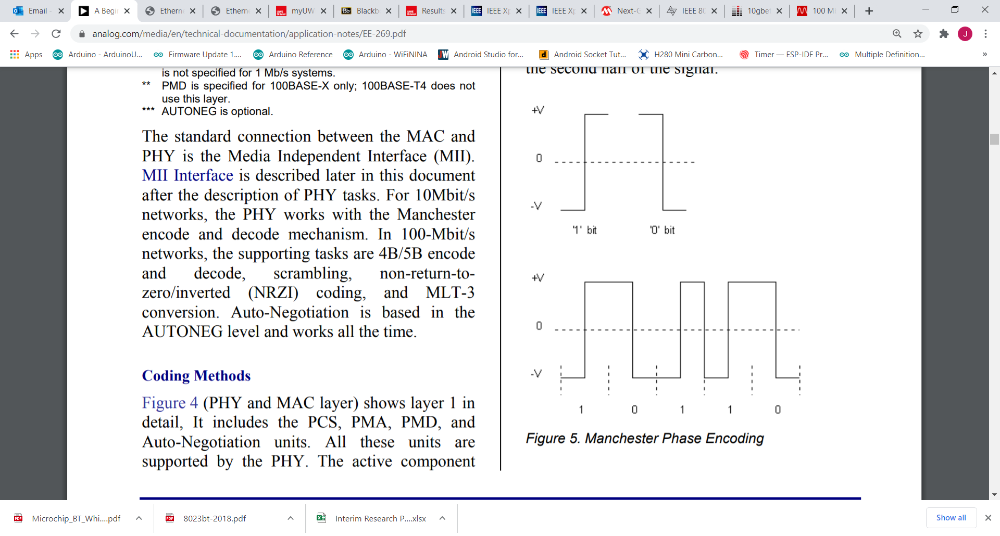 Email -
A Begi
Ethern
Ethern
myUW
Blackb
Results
IEEE Xp
IEEE Xp
Next-G
IEEE 80
10gbe
100 M
analog.com/media/en/technical-documentation/application-notes/EE-269.pdf
J
Apps
Arduino - ArduinoU...
Firmware Update 1....
Arduino Reference
Arduino - WiFiNINA
Android Studio for...
Android Socket Tut...
H280 Mini Carbon...
Timer — ESP-IDF Pr...
Multiple Definition...
»
is not specified for 1 Mb/s systems.
** PMD is specified for 100BASE-X only; 100BASE-T4 does not
use this layer.
*** AUTONEG is optional.
The standard connection between the MAC and
PHY is the Media Independent Interface (MII).
MII Interface is described later in this document
after the description of PHY tasks. For 10Mbit/s
networks, the PHY works with the Manchester
encode and decode mechanism. In 100-Mbit/s
networks, the supporting tasks are 4B/5B encode
and decode, scrambling, non-return-to-
zero/inverted (NRZI) coding, and MLT-3
conversion. Auto-Negotiation is based in the
AUTONEG level and works all the time.
Coding Methods
Figure 4 (PHY and MAC layer) shows layer 1 in
detail, It includes the PCS, PMA, PMD, and
Auto-Negotiation units. All these units are
supported by the PHY. The active component
the second half of the signal.
+V
0
-V
'1' bit '0' bit
+V
0
-V
1 0 1 1 0
Figure 5. Manchester Phase Encoding
Microchip_BT_Whi....pdf
8023bt-2018.pdf
Interim Research P....xlsx
Show all